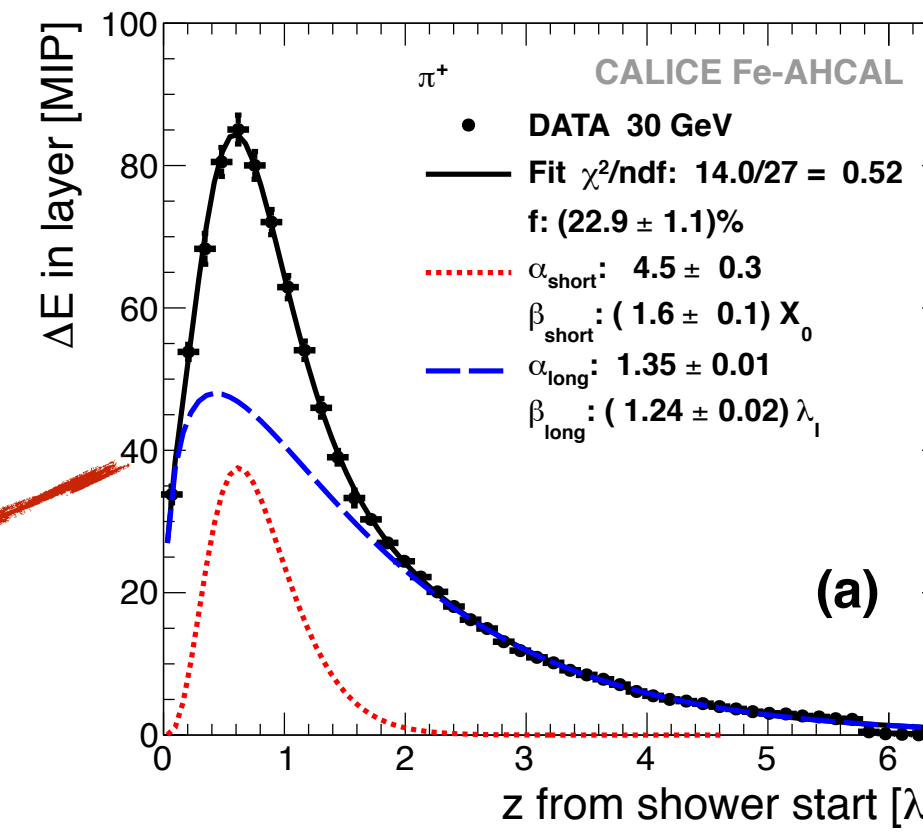 100
80
60
40
20
0
ΔE in layer [MIP]
π⁺
CALICE Fe-AHCAL
DATA 30 GeV
Fit χ²/ndf: 14.0/27 = 0.52
f: (22.9 ± 1.1)%
α_short: 4.5 ± 0.3
β_short: ( 1.6 ± 0.1) X_0
α_long: 1.35 ± 0.01
β_long: ( 1.24 ± 0.02) λ_I
(a)
0 1 2 3 4 5 6
z from shower start [λ